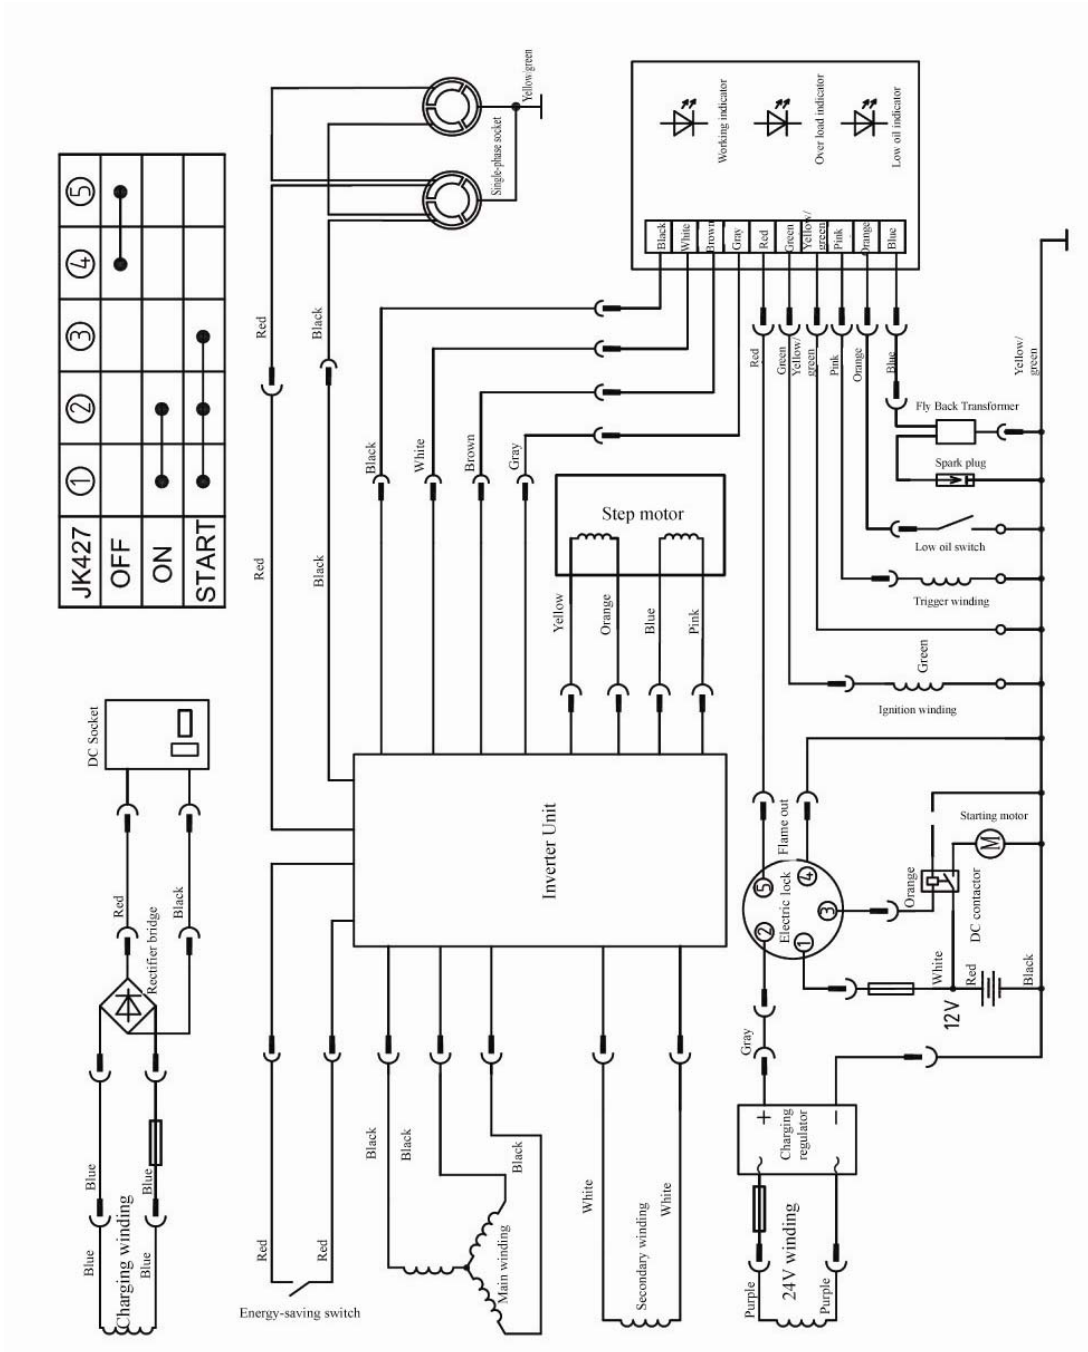 JK427 1 2 3 4 5
OFF
ON
START
Yellow/green
Single-phase socket
Red
Black
Working indicator
Over load indicator
Low oil indicator
Black
White
Brown
Gray
Red
Green
Yellow/
green
Pink
Orange
Blue
Red
Green
Yellow/
green
Pink
Orange
Blue
Yellow/
green
Fly Back Transformer
Spark plug
Low oil switch
Trigger winding
Green
Ignition winding
Black
White
Brown
Gray
Red
Black
Step motor
Yellow
Orange
Blue
Pink
DC Socket
Red
Black
Rectifier bridge
Blue
Blue
Blue
Blue
Charging winding
Inverter Unit
Flame out
Electric lock
5
4
3
2
1
Starting motor
M
Orange
DC contactor
White
Red
Black
12V
Gray
+
−
Charging
regulator
24V winding
Purple
Purple
Red
Red
Energy-saving switch
Black
Black
Black
Main winding
White
White
Secondary winding